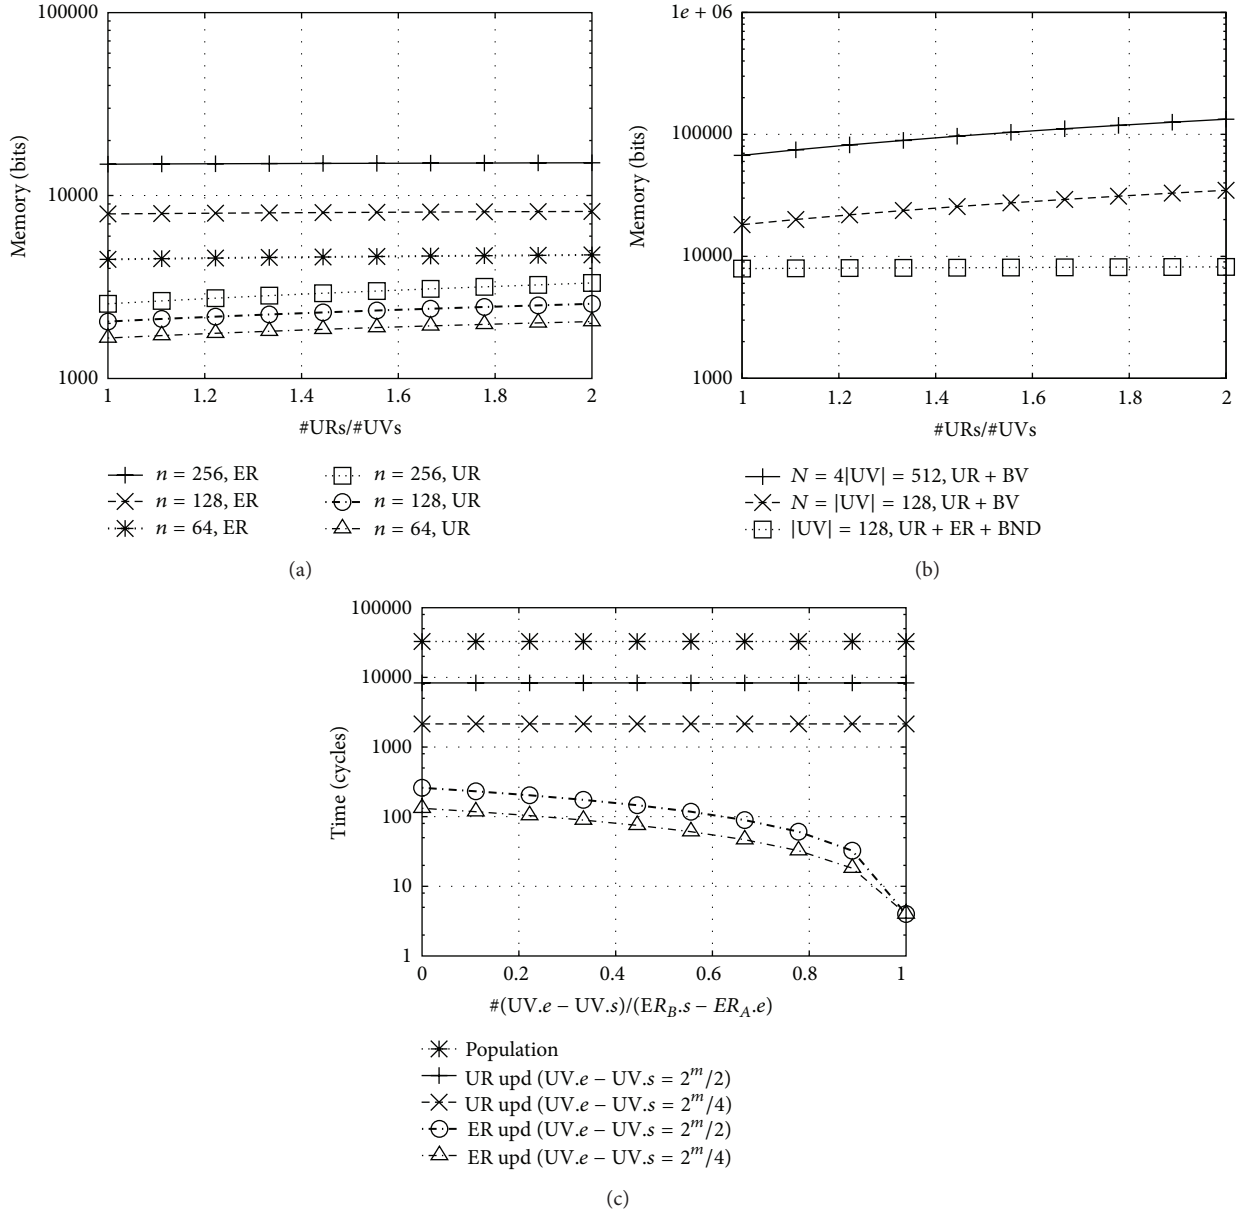 100000
10000
1000
Memory (bits)
1 1.2 1.4 1.6 1.8 2
#URs/#UVs
n = 256, ER
n = 128, ER
n = 64, ER
n = 256, UR
n = 128, UR
n = 64, UR
(a)
1e + 06
100000
10000
1000
Memory (bits)
1 1.2 1.4 1.6 1.8 2
#URs/#UVs
N = 4|UV| = 512, UR + BV
N = |UV| = 128, UR + BV
|UV| = 128, UR + ER + BND
(b)
100000
10000
1000
100
10
1
Time (cycles)
0 0.2 0.4 0.6 0.8 1
#(UV.e − UV.s)/(ER_B.s − ER_A.e)
Population
UR upd (UV.e − UV.s = 2^m/2)
UR upd (UV.e − UV.s = 2^m/4)
ER upd (UV.e − UV.s = 2^m/2)
ER upd (UV.e − UV.s = 2^m/4)
(c)